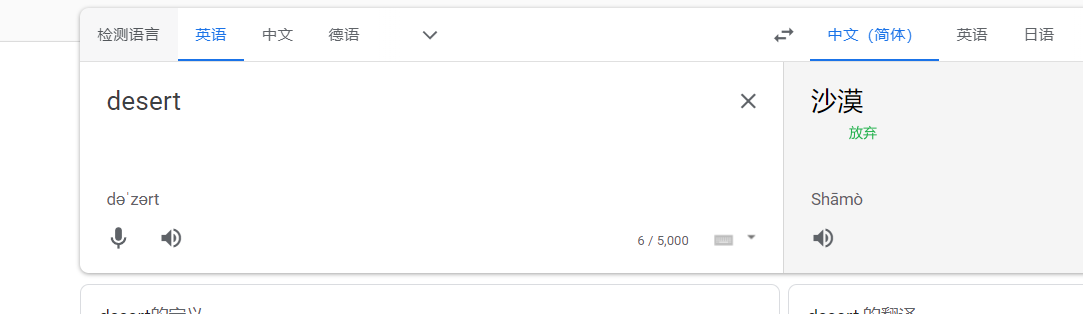 检测语言 英语 中文 德语 中文（简体） 英语 日语
desert 沙漠
放弃
dəˈzərt Shāmò
6 / 5,000